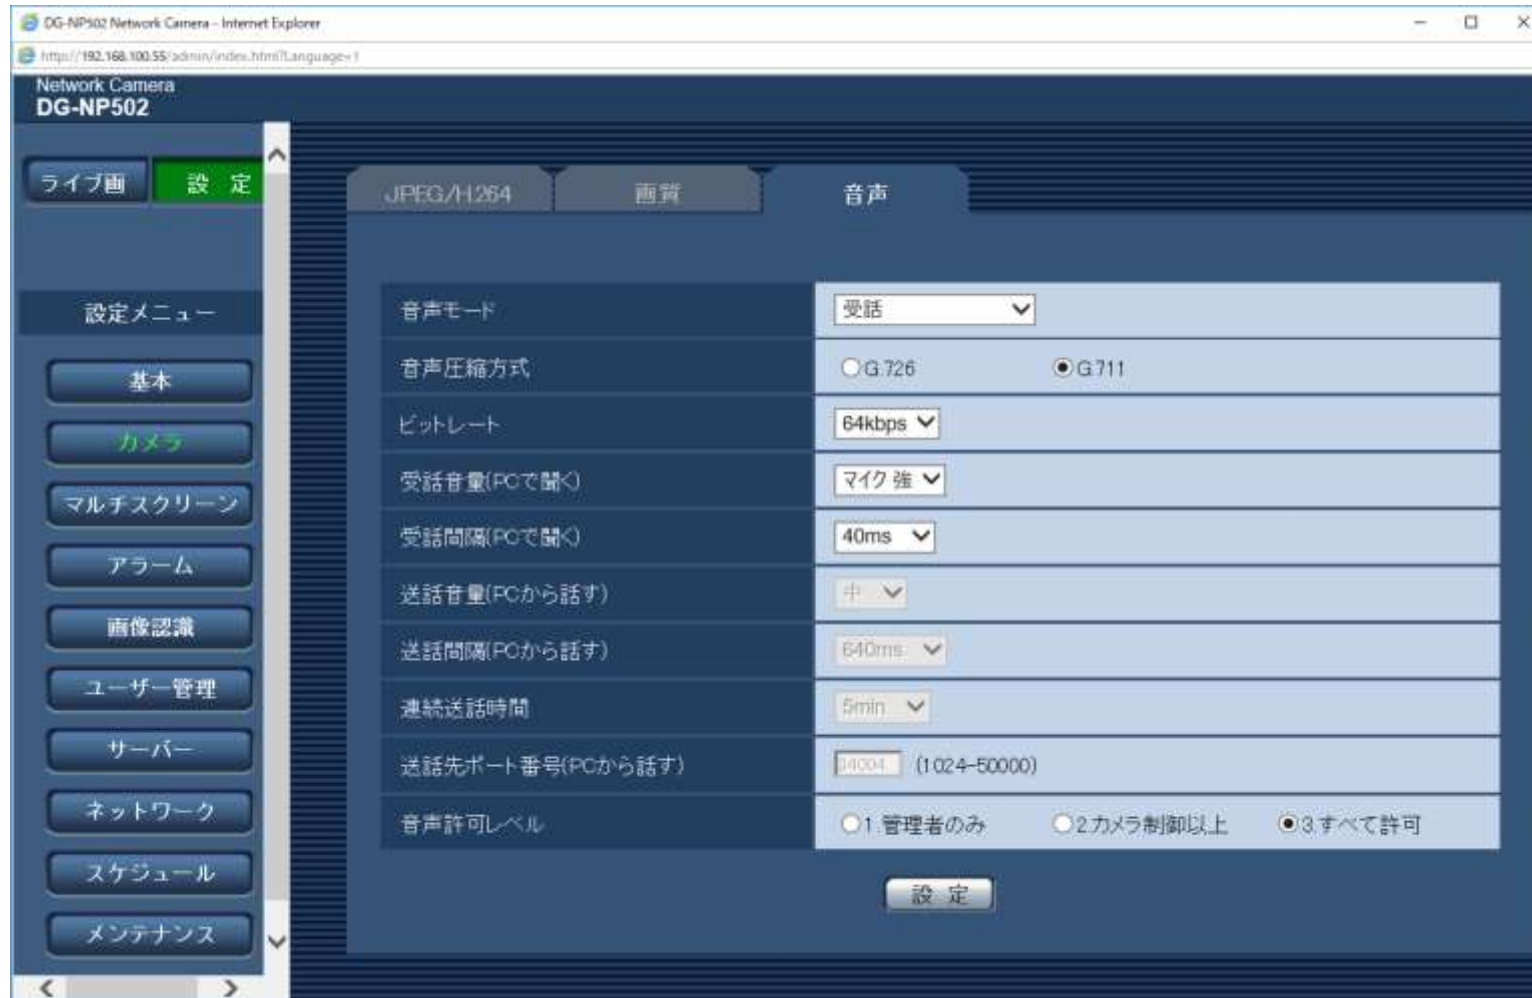 DG-NP502 Network Camera - Internet Explorer
http://192.168.100.55/admin/index.html?Language=1
Network Camera
DG-NP502
ライブ画
設 定
JPEG/H.264
画質
音声
設定メニュー
基本
カメラ
マルチスクリーン
アラーム
画像認識
ユーザー管理
サーバー
ネットワーク
スケジュール
メンテナンス
音声モード 受話
音声圧縮方式 G.726 G.711
ビットレート 64kbps
受話音量(PCで聞く) マイク 強
受話間隔(PCで聞く) 40ms
送話音量(PCから話す) 中
送話間隔(PCから話す) 640ms
連続送話時間 5min
送話先ポート番号(PCから話す) (1024-50000)
音声許可レベル 1.管理者のみ 2.カメラ制御以上 3.すべて許可
設 定